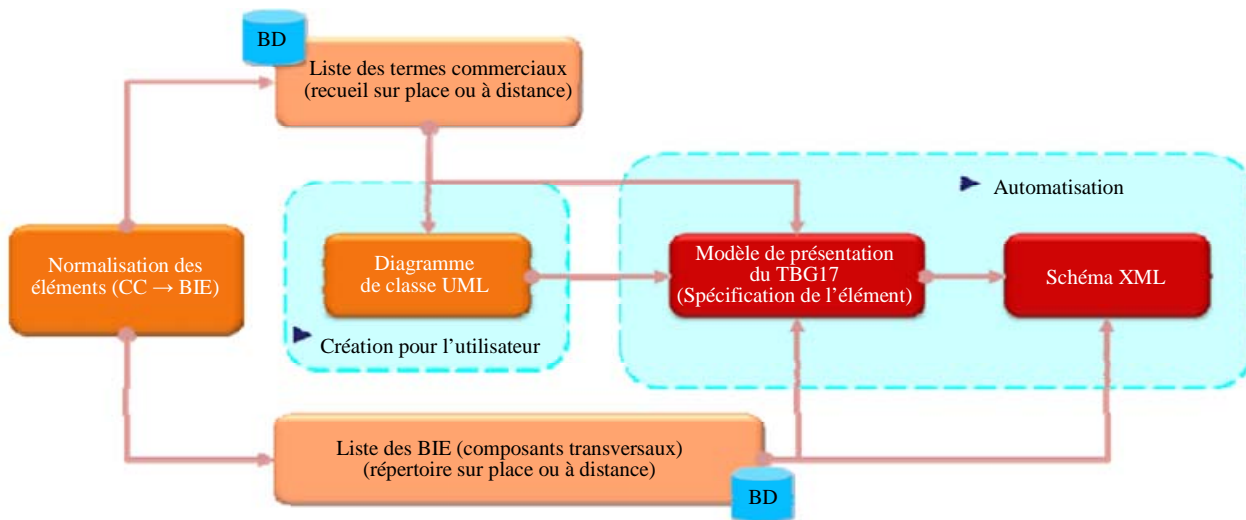 BD
Liste des termes commerciaux
(recueil sur place ou à distance)
Automatisation
Normalisation des
éléments (CC → BIE)
Diagramme
de classe UML
Modèle de présentation
du TBG17
(Spécification de l’élément)
Schéma XML
Création pour l’utilisateur
Liste des BIE (composants transversaux)
(répertoire sur place ou à distance)
BD